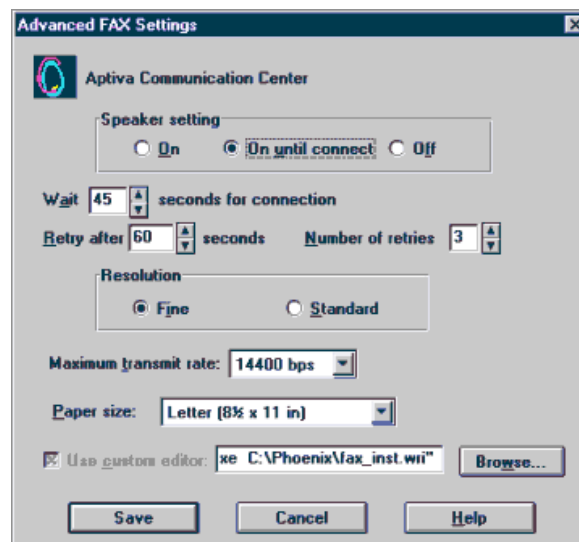 Advanced FAX Settings
Aptiva Communication Center
Speaker setting
On On until connect Off
Wait 45 seconds for connection
Retry after 60 seconds Number of retries 3
Resolution
Fine Standard
Maximum transmit rate: 14400 bps
Paper size: Letter (8½ x 11 in)
Use custom editor: xe C:\Phoenix\fax_inst.wri" Browse...
Save Cancel Help